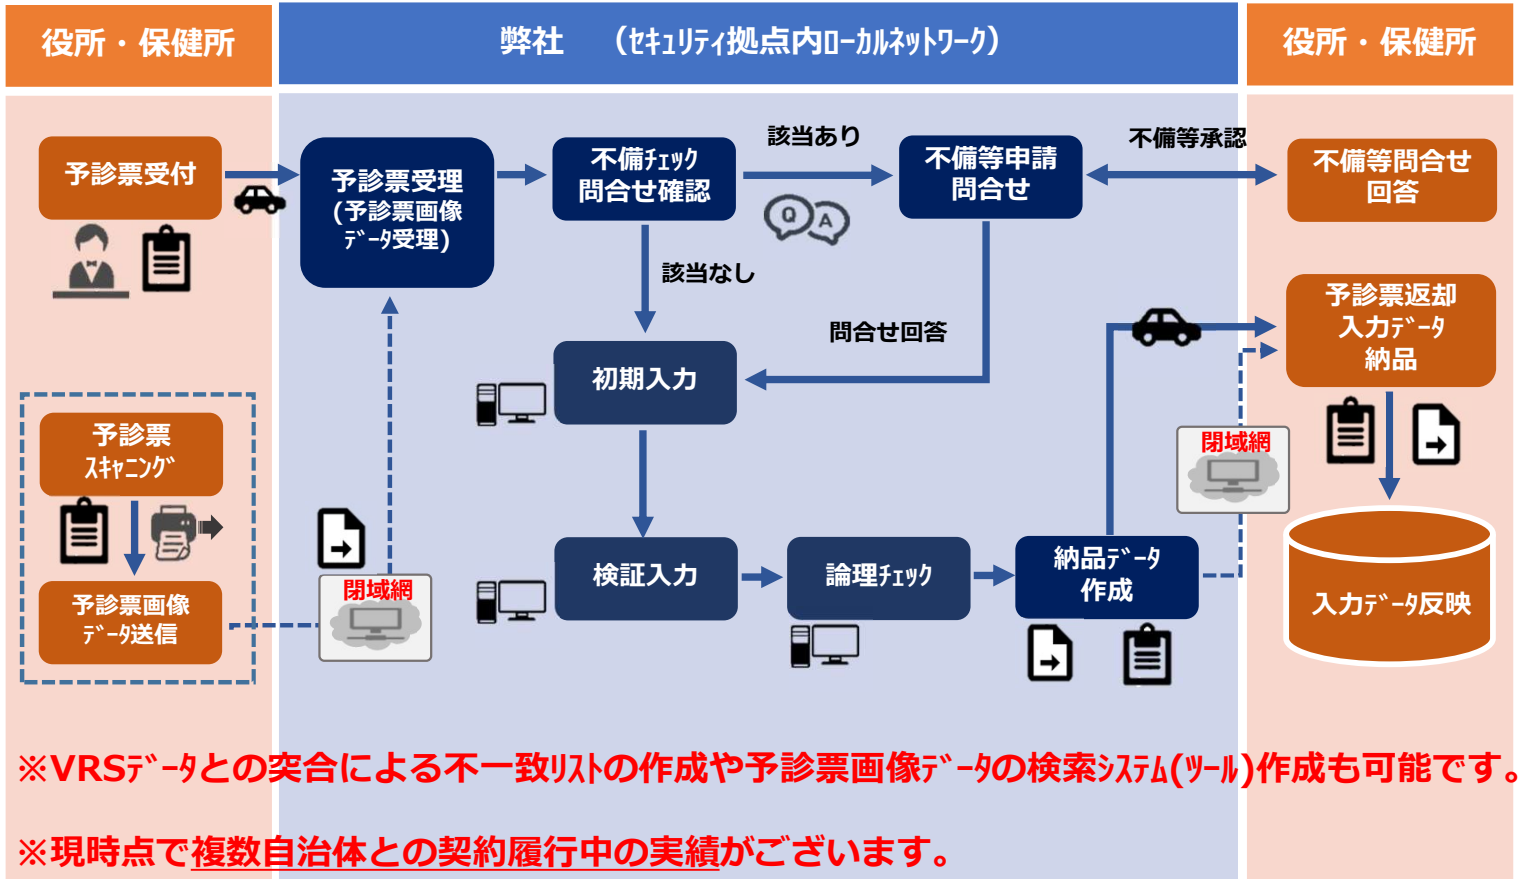 役所・保健所
弊社 （ｾｷｭﾘﾃｨ拠点内ﾛｰｶﾙﾈｯﾄﾜｰｸ）
役所・保健所
予診票受付
予診票受理
(予診票画像
ﾃﾞｰﾀ受理)
不備ﾁｪｯｸ
問合せ確認
該当あり
Q
A
不備等申請
問合せ
不備等承認
不備等問合せ
回答
該当なし
問合せ回答
初期入力
予診票返却
入力ﾃﾞｰﾀ
納品
予診票
ｽｷｬﾆﾝｸﾞ
閉域網
検証入力
論理ﾁｪｯｸ
納品ﾃﾞｰﾀ
作成
予診票画像
ﾃﾞｰﾀ送信
閉域網
入力ﾃﾞｰﾀ反映
※VRSﾃﾞｰﾀとの突合による不一致ﾘｽﾄの作成や予診票画像ﾃﾞｰﾀの検索ｼｽﾃﾑ(ﾂｰﾙ)作成も可能です。
※現時点で複数自治体との契約履行中の実績がございます。